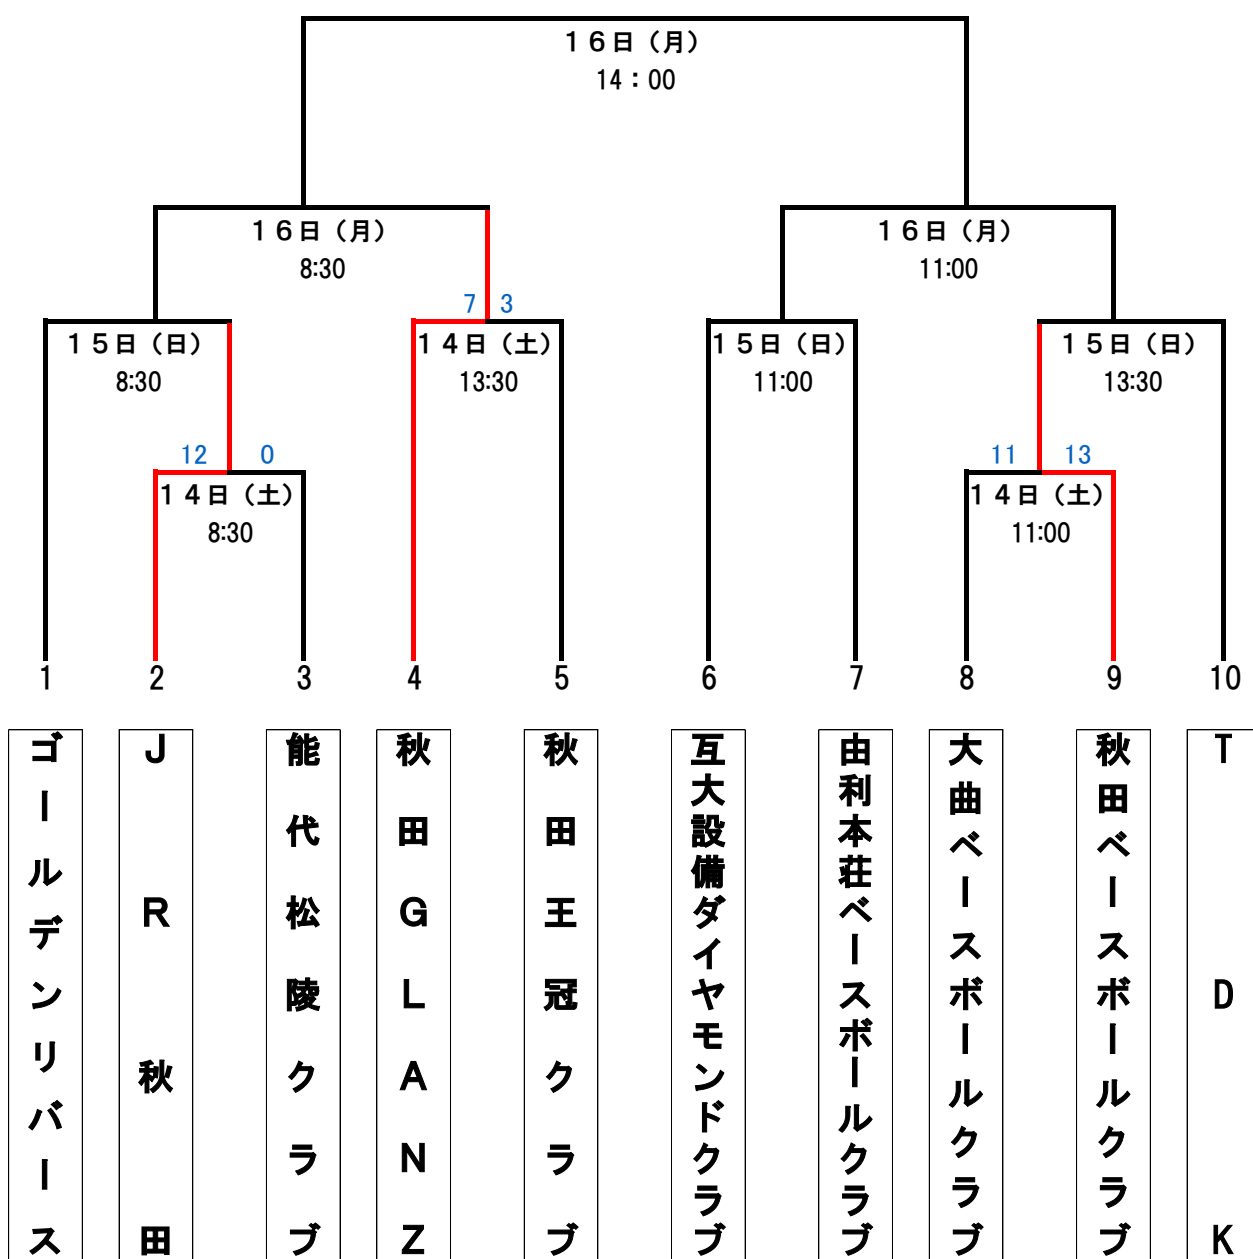 １６日（月）
14：00
１６日（月）
8:30
１６日（月）
11:00
7 3
１５日（日）
8:30
１４日（土）
13:30
１５日（日）
11:00
１５日（日）
13:30
12 0
１４日（土）
8:30
11 13
１４日（土）
11:00
1 2 3 4 5 6 7 8 9 10
ゴールデンリバース
ＪＲ秋田
能代松陵クラブ
秋田ＧＬＡＮＺ
秋田王冠クラブ
互大設備ダイヤモンドクラブ
由利本荘ベースボールクラブ
大曲ベースボールクラブ
秋田ベースボールクラブ
ＴＤＫ